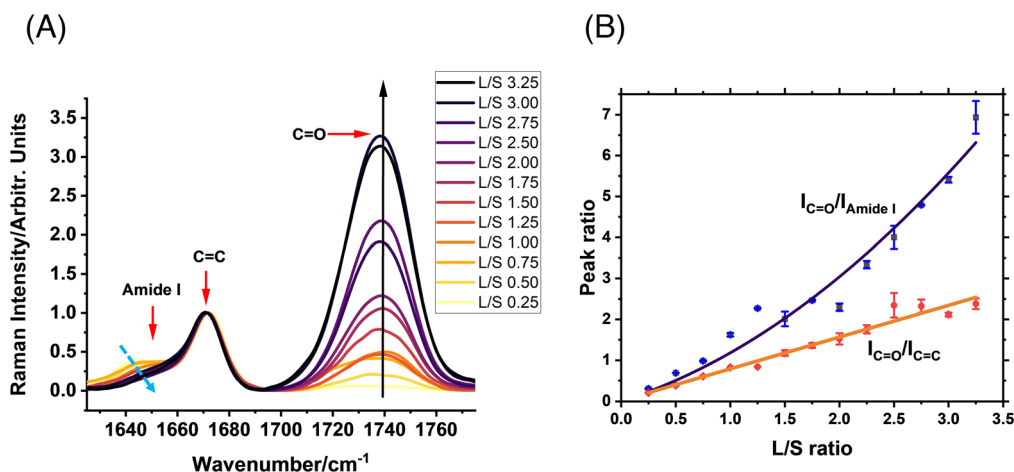 (A)
Raman Intensity/Arbitr. Units
3.5
3.0
2.5
2.0
1.5
1.0
0.5
0.0
Amide I
C=C
C=O
L/S 3.25
L/S 3.00
L/S 2.75
L/S 2.50
L/S 2.00
L/S 1.75
L/S 1.50
L/S 1.25
L/S 1.00
L/S 0.75
L/S 0.50
L/S 0.25
1640 1660 1680 1700 1720 1740 1760
Wavenumber/cm⁻¹
(B)
Peak ratio
7
6
5
4
3
2
1
0
I_C=O/I_Amide I
I_C=O/I_C=C
0.0 0.5 1.0 1.5 2.0 2.5 3.0 3.5
L/S ratio